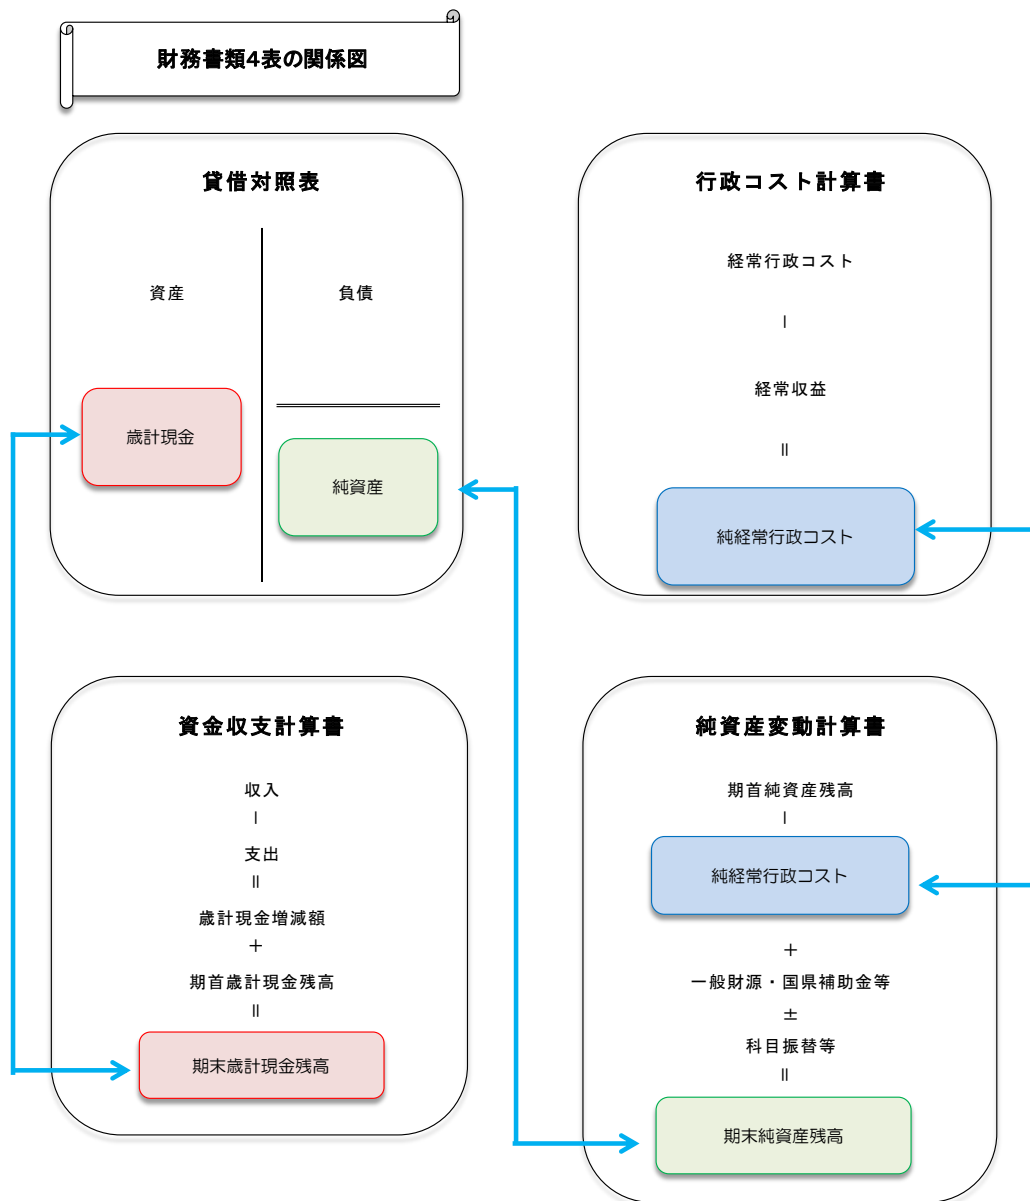 財務書類4表の関係図
貸借対照表
資産
負債
歳計現金
純資産
行政コスト計算書
経常行政コスト
－
経常収益
＝
純経常行政コスト
資金収支計算書
収入
－
支出
＝
歳計現金増減額
＋
期首歳計現金残高
＝
期末歳計現金残高
純資産変動計算書
期首純資産残高
－
純経常行政コスト
＋
一般財源・国県補助金等
±
科目振替等
＝
期末純資産残高